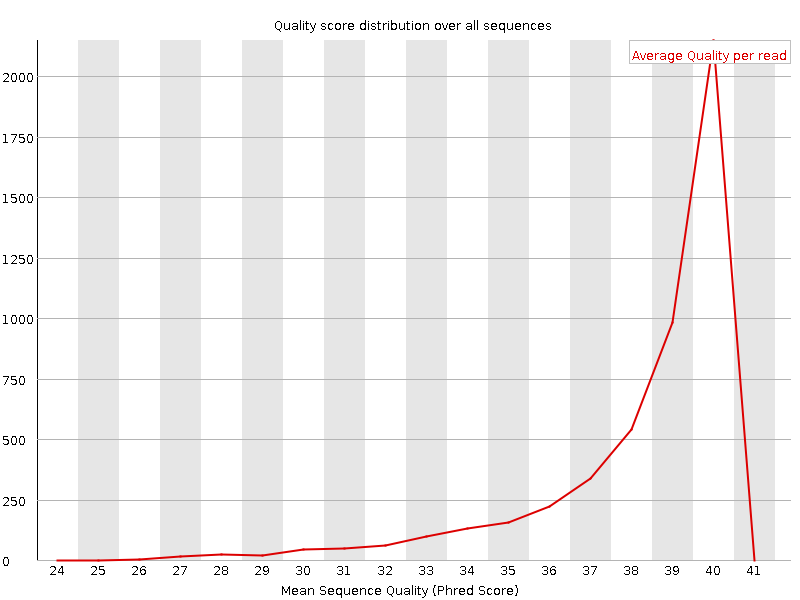 Quality score distribution over all sequences
Average Quality per read
2000
1750
1500
1250
1000
750
500
250
0
24 25 26 27 28 29 30 31 32 33 34 35 36 37 38 39 40 41
Mean Sequence Quality (Phred Score)